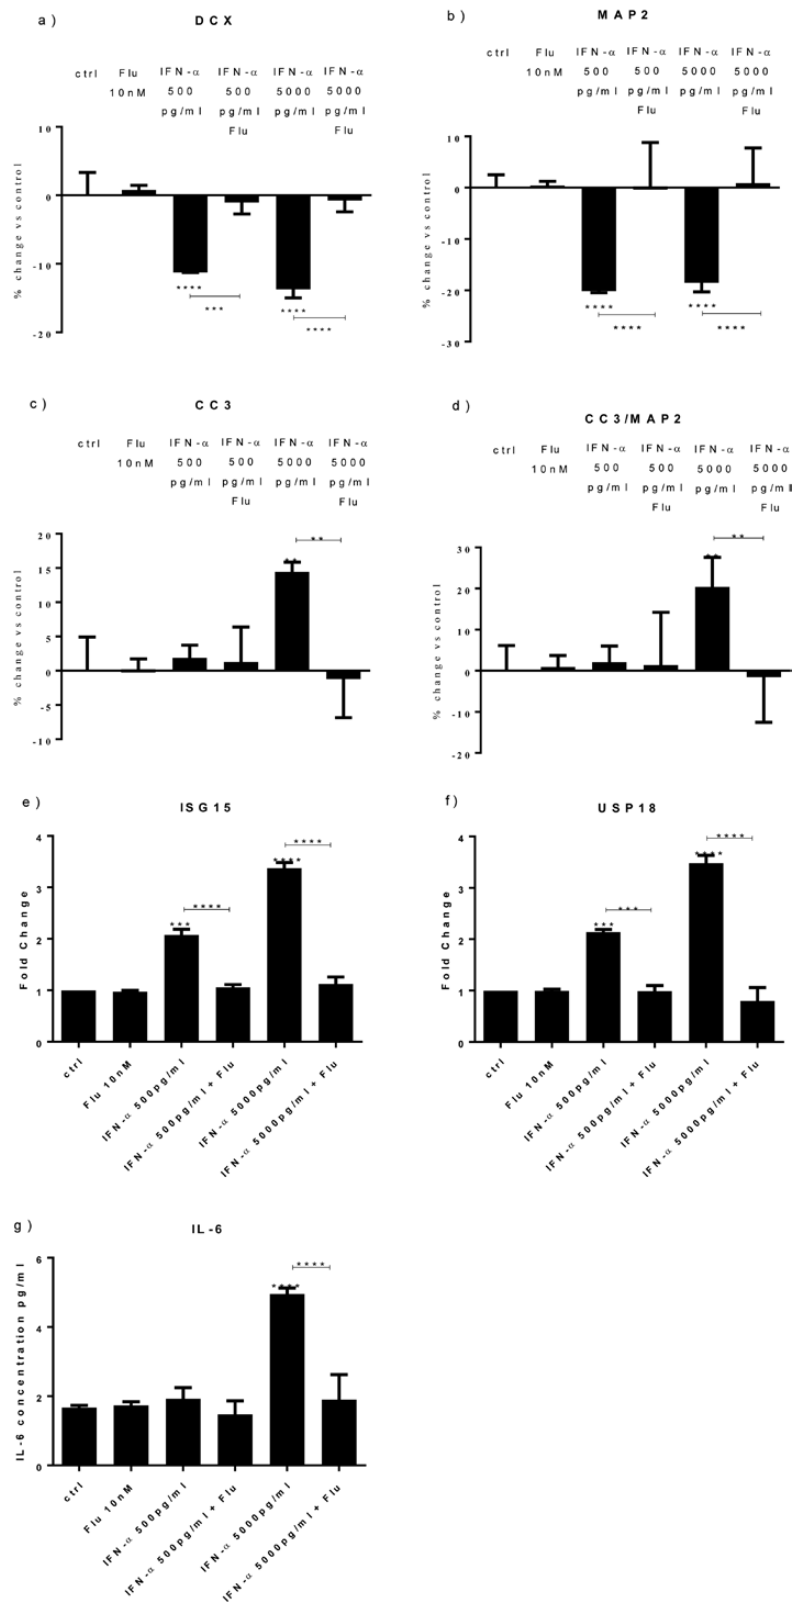 a)
DCX
ctrl
Flu
10nM
IFN-α
500
pg/ml
IFN-α
500
pg/ml
Flu
IFN-α
5000
pg/ml
IFN-α
5000
pg/ml
Flu
% change vs control
10
0
-10
-20
****
***
****
****
b)
MAP2
ctrl
Flu
10nM
IFN-α
500
pg/ml
IFN-α
500
pg/ml
Flu
IFN-α
5000
pg/ml
IFN-α
5000
pg/ml
Flu
% change vs control
10
0
-10
-20
-30
****
****
****
****
c)
CC3
ctrl
Flu
10nM
IFN-α
500
pg/ml
IFN-α
500
pg/ml
Flu
IFN-α
5000
pg/ml
IFN-α
5000
pg/ml
Flu
% change vs control
20
15
10
5
0
-5
-10
**
**
d)
CC3/MAP2
ctrl
Flu
10nM
IFN-α
500
pg/ml
IFN-α
500
pg/ml
Flu
IFN-α
5000
pg/ml
IFN-α
5000
pg/ml
Flu
% change vs control
30
20
10
0
-10
-20
**
**
e)
ISG15
Fold Change
4
3
2
1
0
***
****
****
****
ctrl
Flu 10nM
IFN-α 500pg/ml
IFN-α 500pg/ml + Flu
IFN-α 5000pg/ml
IFN-α 5000pg/ml + Flu
f)
USP18
Fold Change
4
3
2
1
0
***
***
****
****
ctrl
Flu 10nM
IFN-α 500pg/ml
IFN-α 500pg/ml + Flu
IFN-α 5000pg/ml
IFN-α 5000pg/ml + Flu
g)
IL-6
IL-6 concentration pg/ml
6
4
2
0
****
****
ctrl
Flu 10nM
IFN-α 500pg/ml
IFN-α 500pg/ml + Flu
IFN-α 5000pg/ml
IFN-α 5000pg/ml + Flu